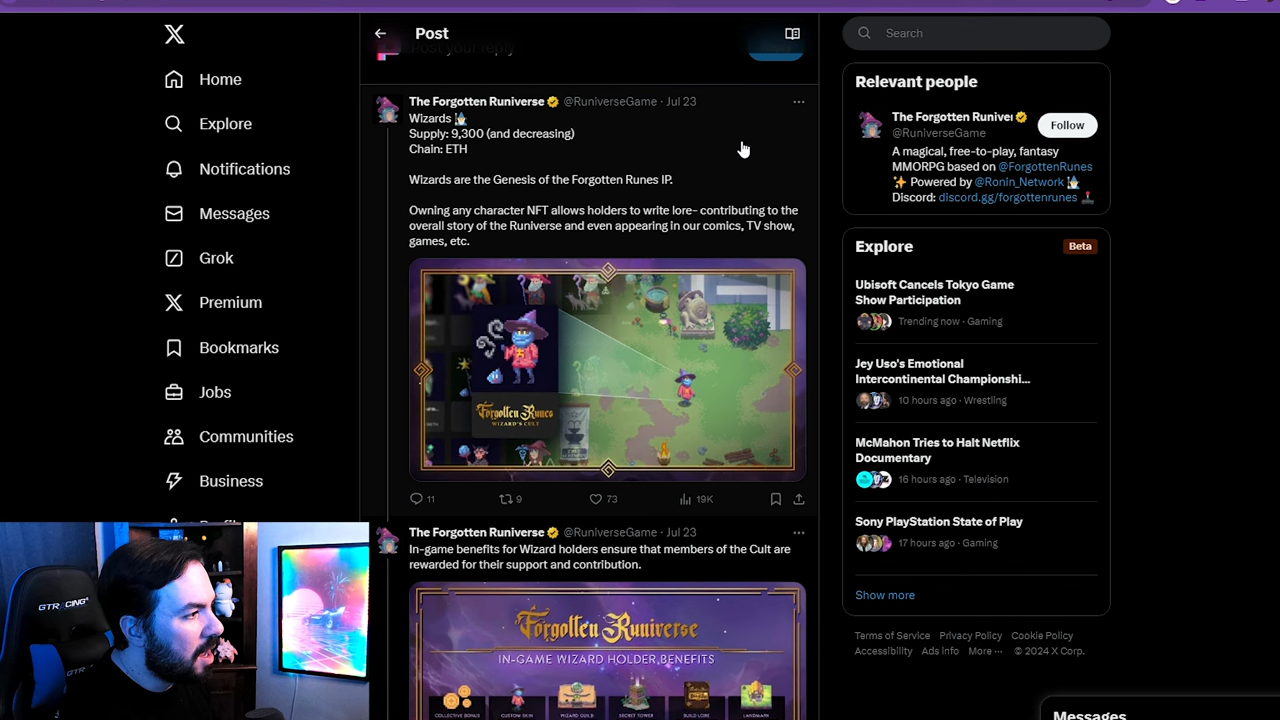 Home
Explore
Notifications
Messages
Grok
Premium
Bookmarks
Jobs
Communities
Business
GTRACING
GT
Post
Post your reply
The Forgotten Runiverse @RuniverseGame · Jul 23
Wizards
Supply: 9,300 (and decreasing)
Chain: ETH
Wizards are the Genesis of the Forgotten Runes IP.
Owning any character NFT allows holders to write lore- contributing to the
overall story of the Runiverse and even appearing in our comics, TV show,
games, etc.
Forgotten Runes
WIZARD'S CULT
11
9
73
19K
The Forgotten Runiverse @RuniverseGame · Jul 23
In-game benefits for Wizard holders ensure that members of the Cult are
rewarded for their support and contribution.
Forgotten Runiverse
IN-GAME WIZARD HOLDER BENEFITS
COLLECTIVE BONUS
CUSTOM SKIN
WIZARD GUILD
SECRET TOWER
BUILD LORE
LANDMARK
Search
Relevant people
The Forgotten Runiver
@RuniverseGame
Follow
A magical, free-to-play, fantasy
MMORPG based on @ForgottenRunes
✨ Powered by @Ronin_Network
Discord: discord.gg/forgottenrunes
Explore
Beta
Ubisoft Cancels Tokyo Game
Show Participation
Trending now · Gaming
Jey Uso's Emotional
Intercontinental Championshi...
10 hours ago · Wrestling
McMahon Tries to Halt Netflix
Documentary
16 hours ago · Television
Sony PlayStation State of Play
17 hours ago · Gaming
Show more
Terms of Service Privacy Policy Cookie Policy
Accessibility Ads info More ··· © 2024 X Corp.
Messages